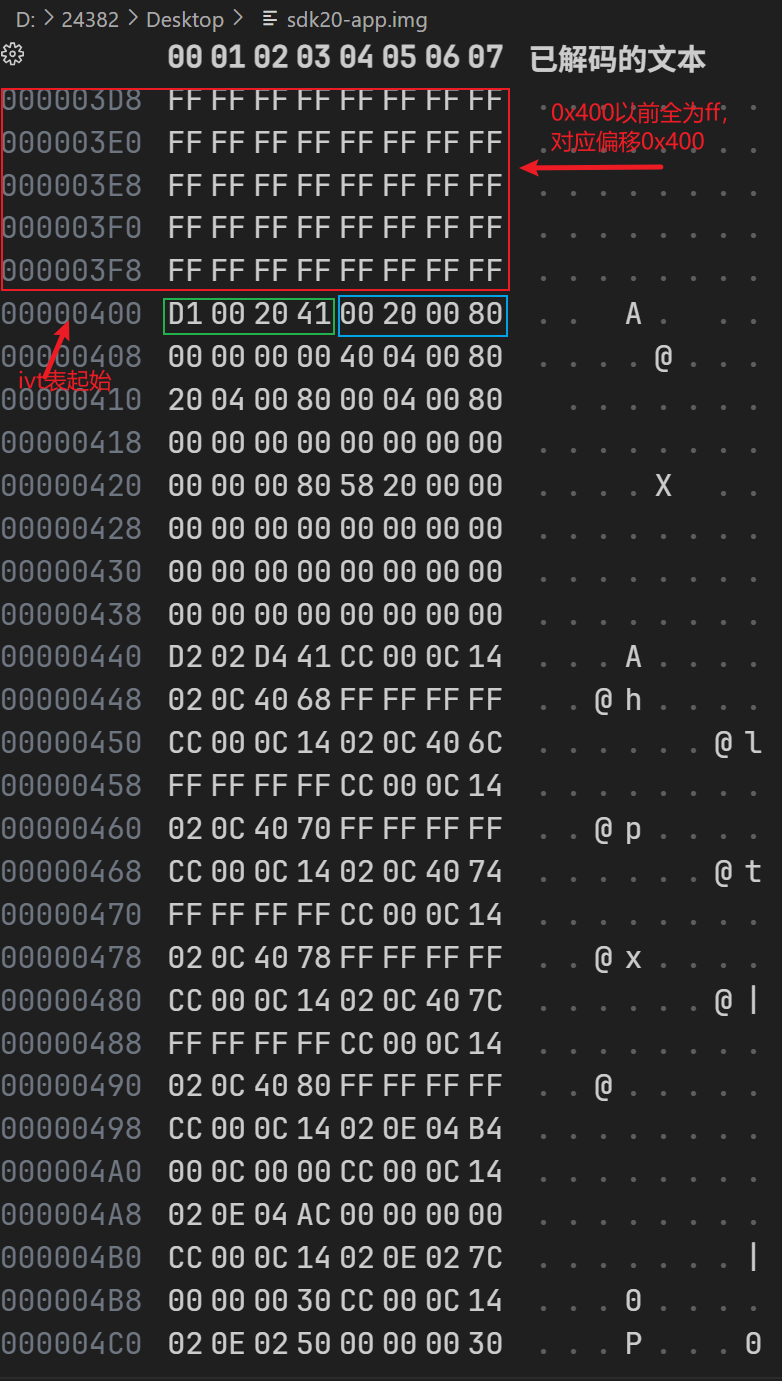 D: > 24382 > Desktop > sdk20-app.img
00 01 02 03 04 05 06 07 已解码的文本
000003D8 FF FF FF FF FF FF FF FF . . . . . . . .
0x400以前全为ff,
000003E0 FF FF FF FF FF FF FF FF . . . . . . . .
对应偏移0x400
000003E8 FF FF FF FF FF FF FF FF . . . . . . . .
000003F0 FF FF FF FF FF FF FF FF . . . . . . . .
000003F8 FF FF FF FF FF FF FF FF . . . . . . . .
00000400 D1 00 20 41 00 20 00 80 . .   A .   . .
00000408 00 00 00 00 40 04 00 80 . . . . @ . . .
ivt表起始
00000410 20 04 00 80 00 04 00 80   . . . . . . .
00000418 00 00 00 00 00 00 00 00 . . . . . . . .
00000420 00 00 00 80 58 20 00 00 . . . . X   . .
00000428 00 00 00 00 00 00 00 00 . . . . . . . .
00000430 00 00 00 00 00 00 00 00 . . . . . . . .
00000438 00 00 00 00 00 00 00 00 . . . . . . . .
00000440 D2 02 D4 41 CC 00 0C 14 . . . A . . . .
00000448 02 0C 40 68 FF FF FF FF . . @ h . . . .
00000450 CC 00 0C 14 02 0C 40 6C . . . . . . @ l
00000458 FF FF FF FF CC 00 0C 14 . . . . . . . .
00000460 02 0C 40 70 FF FF FF FF . . @ p . . . .
00000468 CC 00 0C 14 02 0C 40 74 . . . . . . @ t
00000470 FF FF FF FF CC 00 0C 14 . . . . . . . .
00000478 02 0C 40 78 FF FF FF FF . . @ x . . . .
00000480 CC 00 0C 14 02 0C 40 7C . . . . . . @ |
00000488 FF FF FF FF CC 00 0C 14 . . . . . . . .
00000490 02 0C 40 80 FF FF FF FF . . @ . . . . .
00000498 CC 00 0C 14 02 0E 04 B4 . . . . . . . .
000004A0 00 0C 00 00 CC 00 0C 14 . . . . . . . .
000004A8 02 0E 04 AC 00 00 00 00 . . . . . . . .
000004B0 CC 00 0C 14 02 0E 02 7C . . . . . . . |
000004B8 00 00 00 30 CC 00 0C 14 . . . 0 . . . .
000004C0 02 0E 02 50 00 00 00 30 . . . P . . . 0